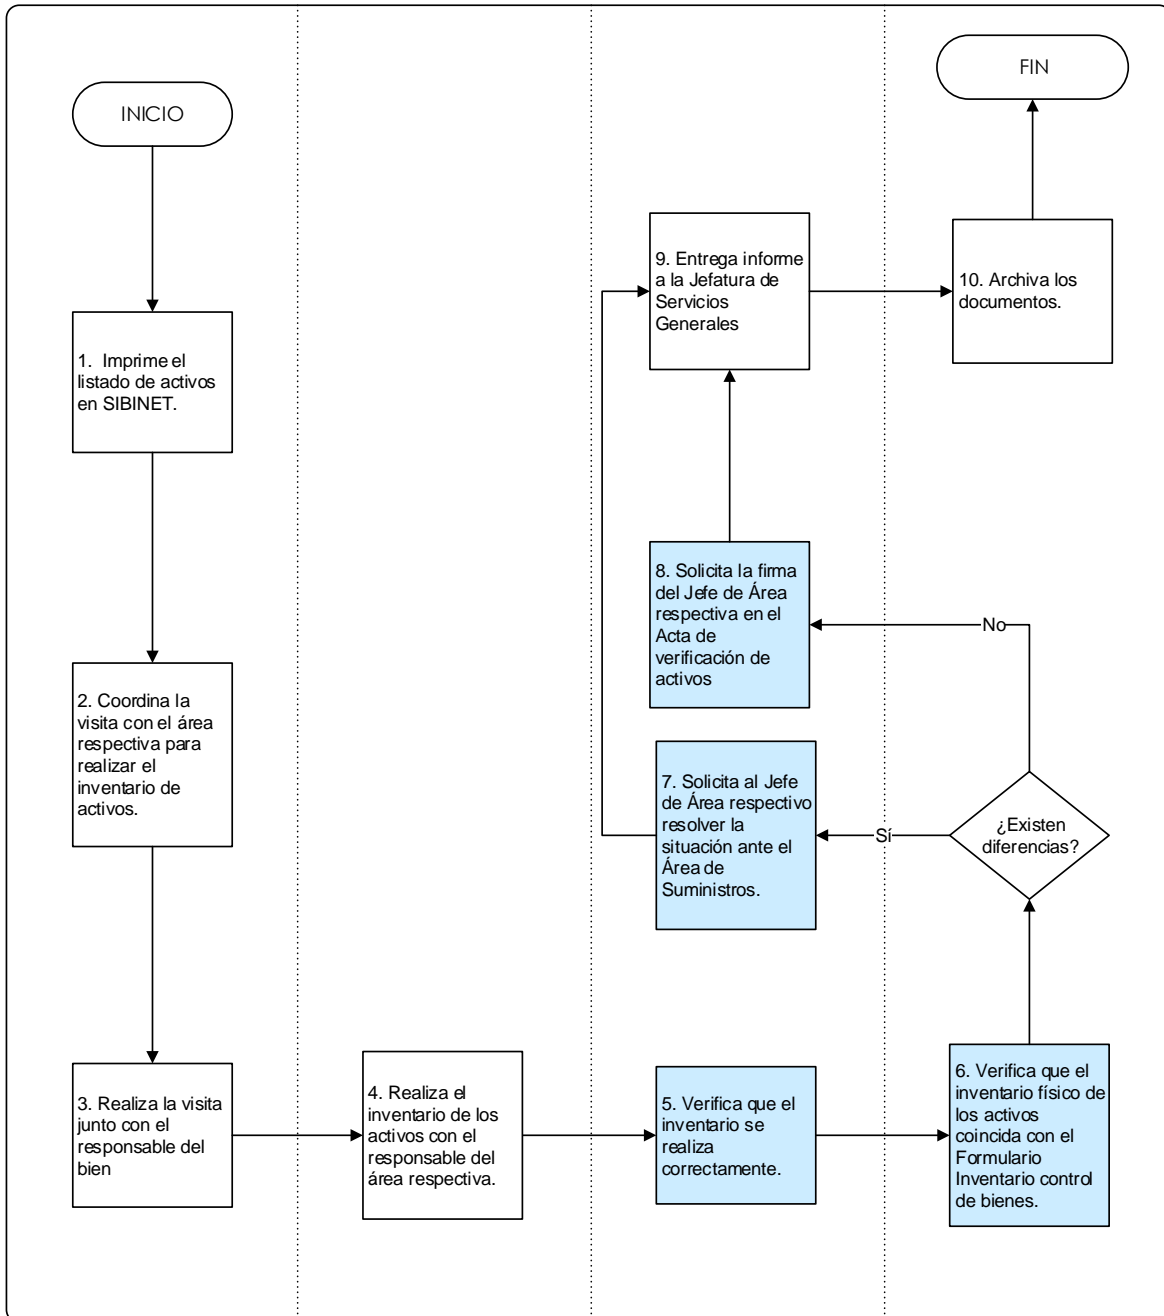 INICIO
1. Imprime el
listado de activos
en SIBINET.
2. Coordina la
visita con el área
respectiva para
realizar el
inventario de
activos.
3. Realiza la visita
junto con el
responsable del
bien
4. Realiza el
inventario de los
activos con el
responsable del
área respectiva.
5. Verifica que el
inventario se
realiza
correctamente.
6. Verifica que el
inventario físico de
los activos
coincida con el
Formulario
Inventario control
de bienes.
¿Existen
diferencias?
Sí
No
7. Solicita al Jefe
de Área respectivo
resolver la
situación ante el
Área de
Suministros.
8. Solicita la firma
del Jefe de Área
respectiva en el
Acta de
verificación de
activos
9. Entrega informe
a la Jefatura de
Servicios
Generales
10. Archiva los
documentos.
FIN